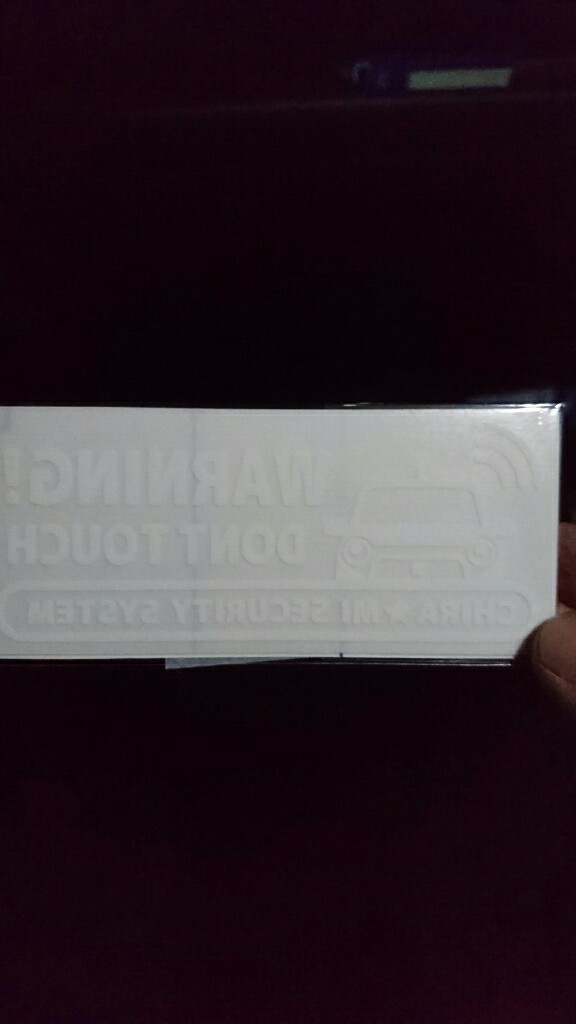 WARNING!
DONT TOUCH
CHIRA★MI SECURITY SYSTEM